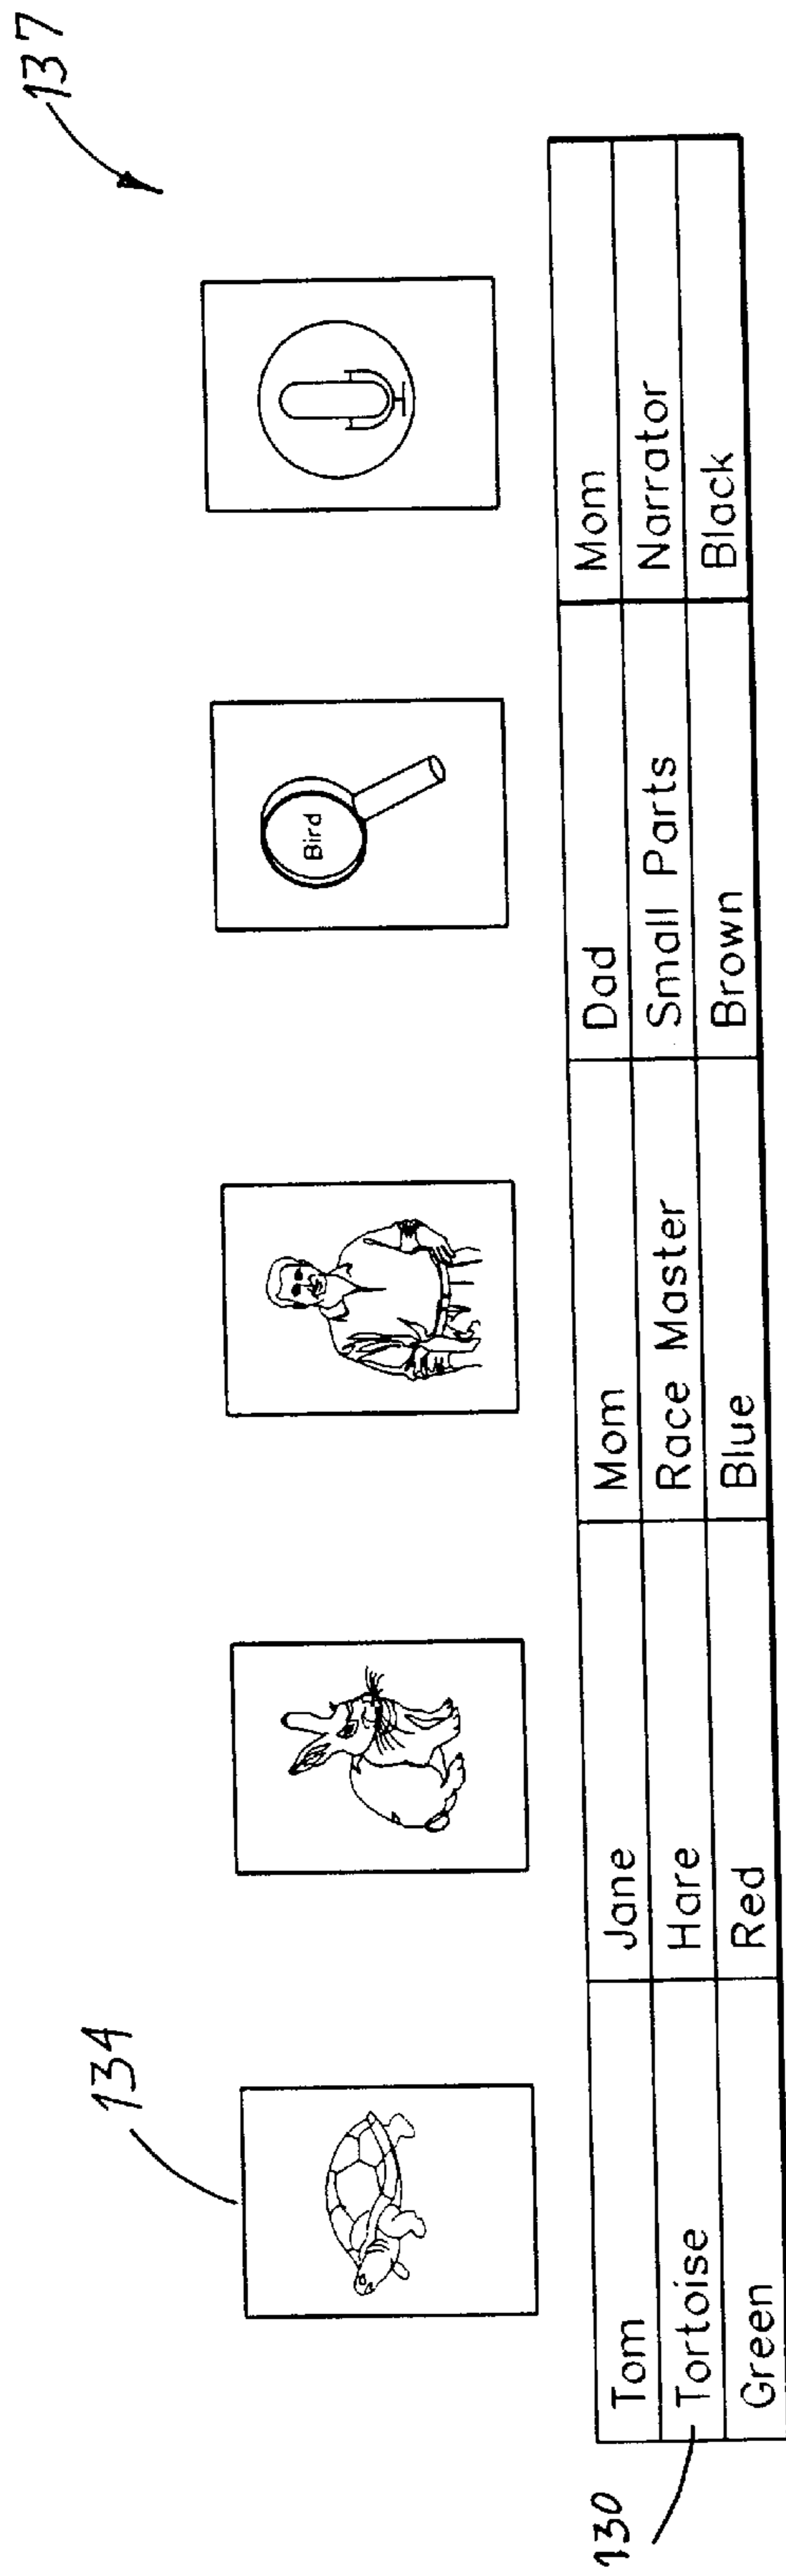 137
134
Bird
Tom Jane Mom Dad Mom
Tortoise Hare Race Master Small Parts Narrator
Green Red Blue Brown Black
130